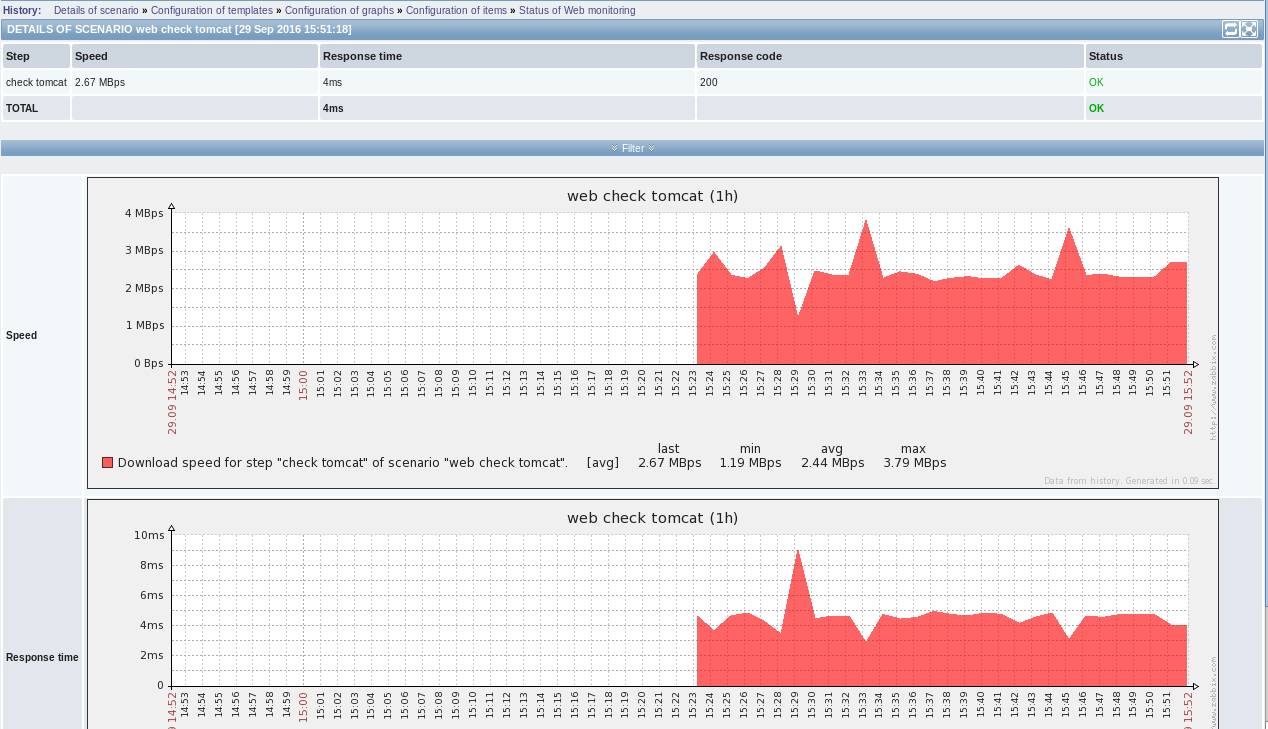 History: Details of scenario » Configuration of templates » Configuration of graphs » Configuration of items » Status of Web monitoring
DETAILS OF SCENARIO web check tomcat [29 Sep 2016 15:51:18]
Step Speed Response time Response code Status
check tomcat 2.67 MBps 4ms 200 OK
TOTAL 4ms OK
Filter
Speed
web check tomcat (1h)
4 MBps
3 MBps
2 MBps
1 MBps
0 Bps
29.09 14:52 14:53 14:54 14:55 14:56 14:57 14:58 14:59 15:00 15:01 15:02 15:03 15:04 15:05 15:06 15:07 15:08 15:09 15:10 15:11 15:12 15:13 15:14 15:15 15:16 15:17 15:18 15:19 15:20 15:21 15:22 15:23 15:24 15:25 15:26 15:27 15:28 15:29 15:30 15:31 15:32 15:33 15:34 15:35 15:36 15:37 15:38 15:39 15:40 15:41 15:42 15:43 15:44 15:45 15:46 15:47 15:48 15:49 15:50 15:51 29.09 15:52
http://www.zabbix.com
last min avg max
Download speed for step "check tomcat" of scenario "web check tomcat". [avg] 2.67 MBps 1.19 MBps 2.44 MBps 3.79 MBps
Data from history. Generated in 0.09 sec.
Response time
web check tomcat (1h)
10ms
8ms
6ms
4ms
2ms
0
9 14:52 14:53 14:54 14:55 14:56 14:57 14:58 14:59 15:00 15:01 15:02 15:03 15:04 15:05 15:06 15:07 15:08 15:09 15:10 15:11 15:12 15:13 15:14 15:15 15:16 15:17 15:18 15:19 15:20 15:21 15:22 15:23 15:24 15:25 15:26 15:27 15:28 15:29 15:30 15:31 15:32 15:33 15:34 15:35 15:36 15:37 15:38 15:39 15:40 15:41 15:42 15:43 15:44 15:45 15:46 15:47 15:48 15:49 15:50 15:51 9 15:52
www.zabbix.com